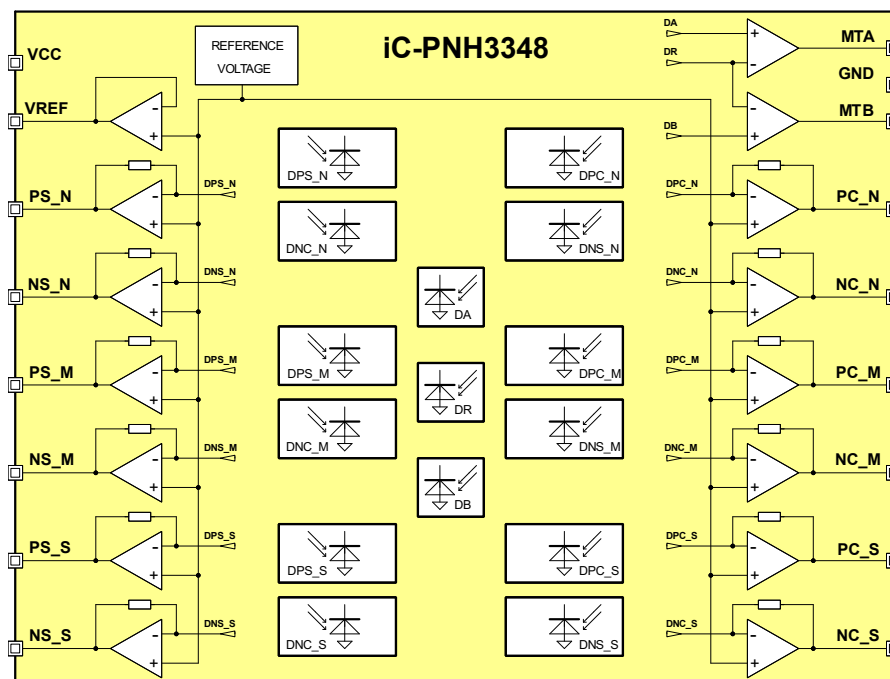 iC-PNH3348
REFERENCE
VOLTAGE
VCC
DA
MTA
DR
GND
VREF
-
+
+
-
DB
-
+
MTB
PS_N
DPS_N
-
+
DPS_N
DPC_N
DPC_N
-
+
PC_N
DNC_N
DNS_N
NS_N
DNS_N
-
+
DNC_N
-
+
NC_N
DA
PS_M
DPS_M
-
+
DPS_M
DPC_M
DPC_M
-
+
PC_M
DR
DNC_M
DNS_M
NS_M
DNS_M
-
+
DNC_M
-
+
NC_M
DB
PS_S
DPS_S
-
+
DPS_S
DPC_S
DPC_S
-
+
PC_S
NS_S
DNS_S
-
+
DNC_S
DNS_S
DNC_S
-
+
NC_S